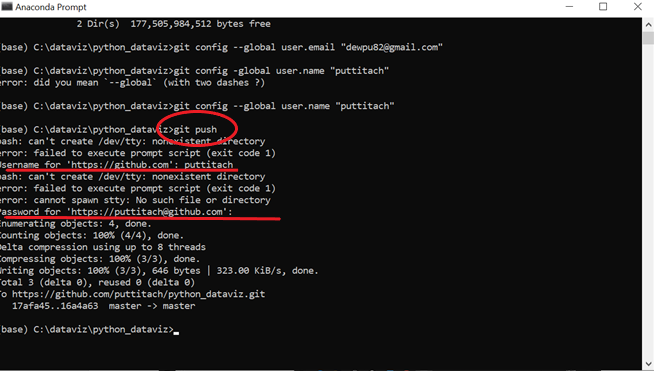 Anaconda Prompt
2 Dir(s) 177,505,984,512 bytes free
base) C:\dataviz\python_dataviz>git config --global user.email "dewpu82@gmail.com"
base) C:\dataviz\python_dataviz>git config -global user.name "puttitach"
error: did you mean `--global` (with two dashes ?)
base) C:\dataviz\python_dataviz>git config --global user.name "puttitach"
base) C:\dataviz\python_dataviz>git push
bash: can't create /dev/tty: nonexistent directory
error: failed to execute prompt script (exit code 1)
Username for 'https://github.com': puttitach
bash: can't create /dev/tty: nonexistent directory
error: failed to execute prompt script (exit code 1)
error: cannot spawn stty: No such file or directory
Password for 'https://puttitach@github.com':
Enumerating objects: 4, done.
Counting objects: 100% (4/4), done.
Delta compression using up to 8 threads
Compressing objects: 100% (3/3), done.
Writing objects: 100% (3/3), 646 bytes | 323.00 KiB/s, done.
Total 3 (delta 0), reused 0 (delta 0)
To https://github.com/puttitach/python_dataviz.git
17afa45..16a4a63 master -> master
base) C:\dataviz\python_dataviz>